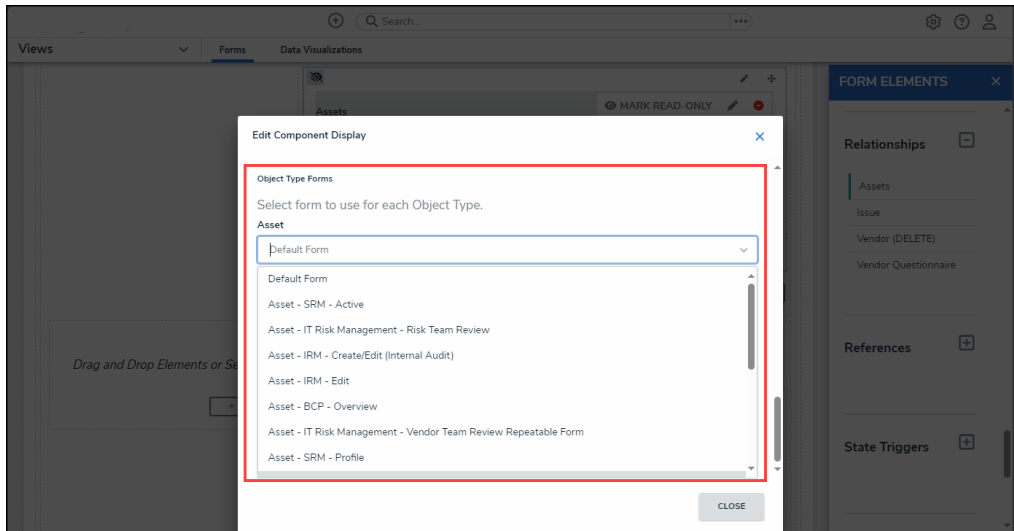 Search...
Views
Forms
Data Visualizations
FORM ELEMENTS
Assets
MARK READ-ONLY
Edit Component Display
Object Type Forms
Select form to use for each Object Type.
Asset
Default Form
Default Form
Asset - SRM - Active
Asset - IT Risk Management - Risk Team Review
Asset - IRM - Create/Edit (Internal Audit)
Asset - IRM - Edit
Asset - BCP - Overview
Asset - IT Risk Management - Vendor Team Review Repeatable Form
Asset - SRM - Profile
CLOSE
Drag and Drop Elements or Se
Relationships
Assets
Issue
Vendor (DELETE)
Vendor Questionnaire
References
State Triggers